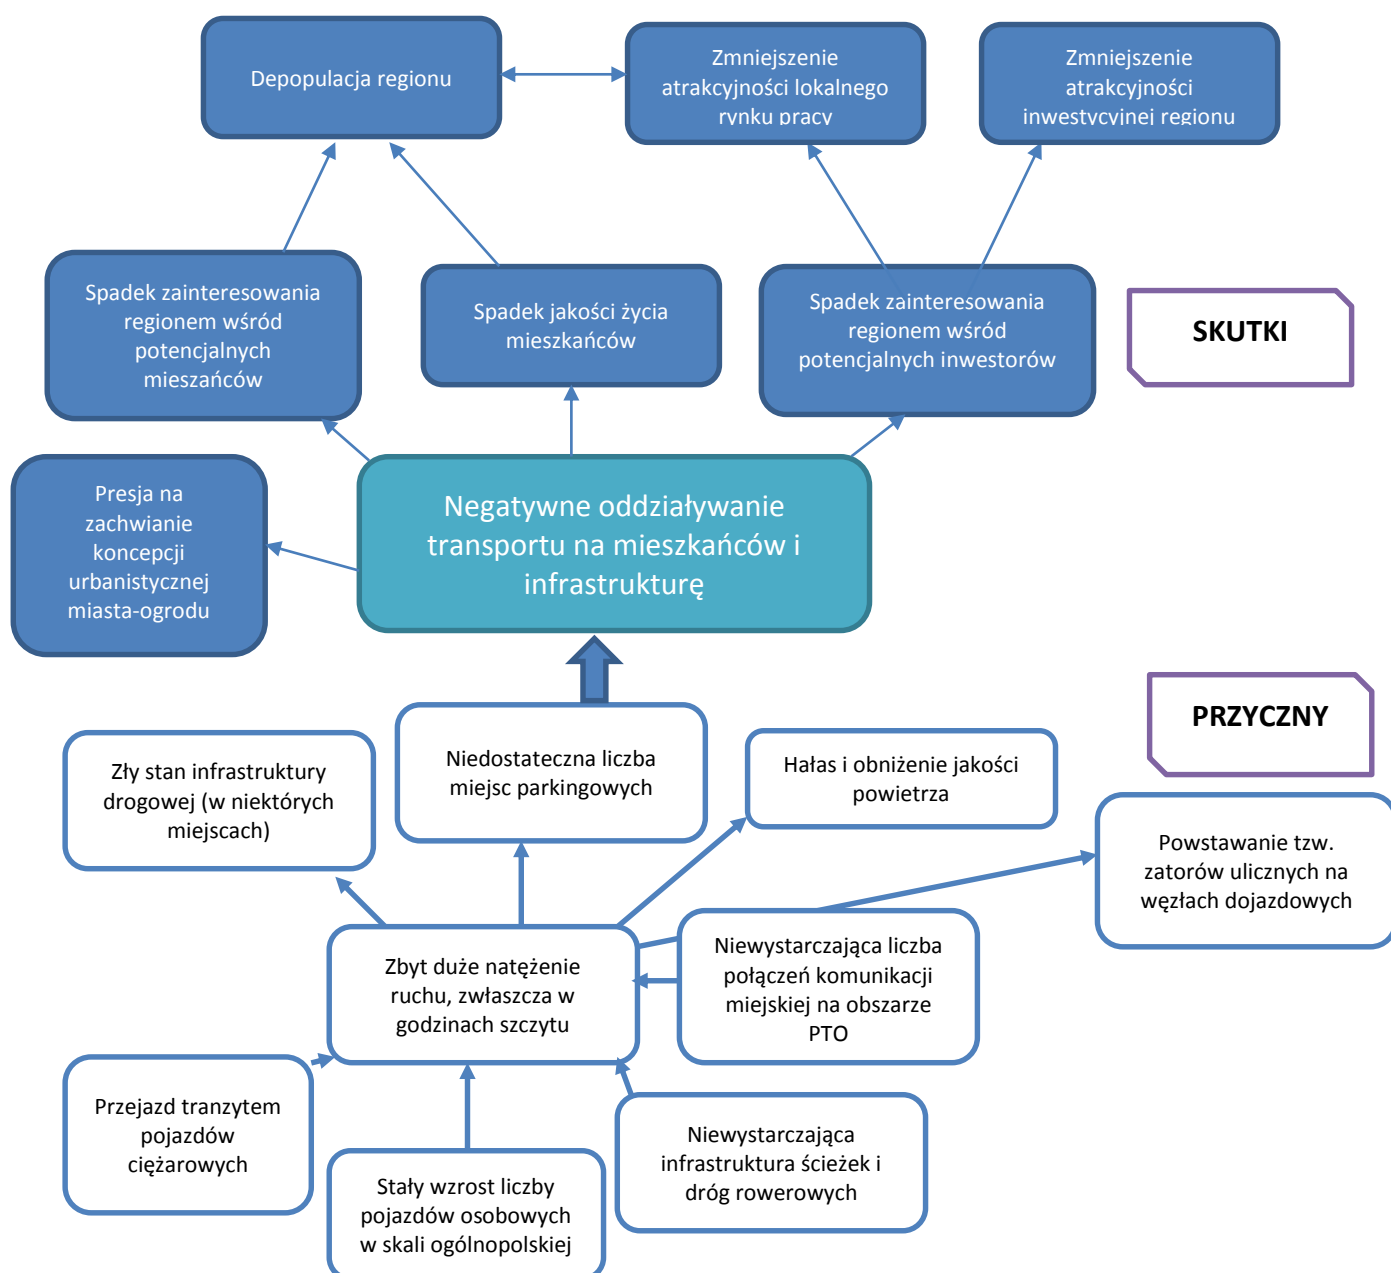 Depopulacja regionu
Zmniejszenie
atrakcyjności lokalnego
rynku pracy
Zmniejszenie
atrakcyjności
inwestycyjnej regionu
Spadek zainteresowania
regionem wśród
potencjalnych
mieszańców
Spadek jakości życia
mieszkańców
Spadek zainteresowania
regionem wśród
potencjalnych inwestorów
SKUTKI
Presja na
zachwianie
koncepcji
urbanistycznej
miasta-ogrodu
Negatywne oddziaływanie
transportu na mieszkańców i
infrastrukturę
PRZYCZNY
Zły stan infrastruktury
drogowej (w niektórych
miejscach)
Niedostateczna liczba
miejsc parkingowych
Hałas i obniżenie jakości
powietrza
Powstawanie tzw.
zatorów ulicznych na
węzłach dojazdowych
Zbyt duże natężenie
ruchu, zwłaszcza w
godzinach szczytu
Niewystarczająca liczba
połączeń komunikacji
miejskiej na obszarze
PTO
Przejazd tranzytem
pojazdów
ciężarowych
Stały wzrost liczby
pojazdów osobowych
w skali ogólnopolskiej
Niewystarczająca
infrastruktura ścieżek i
dróg rowerowych